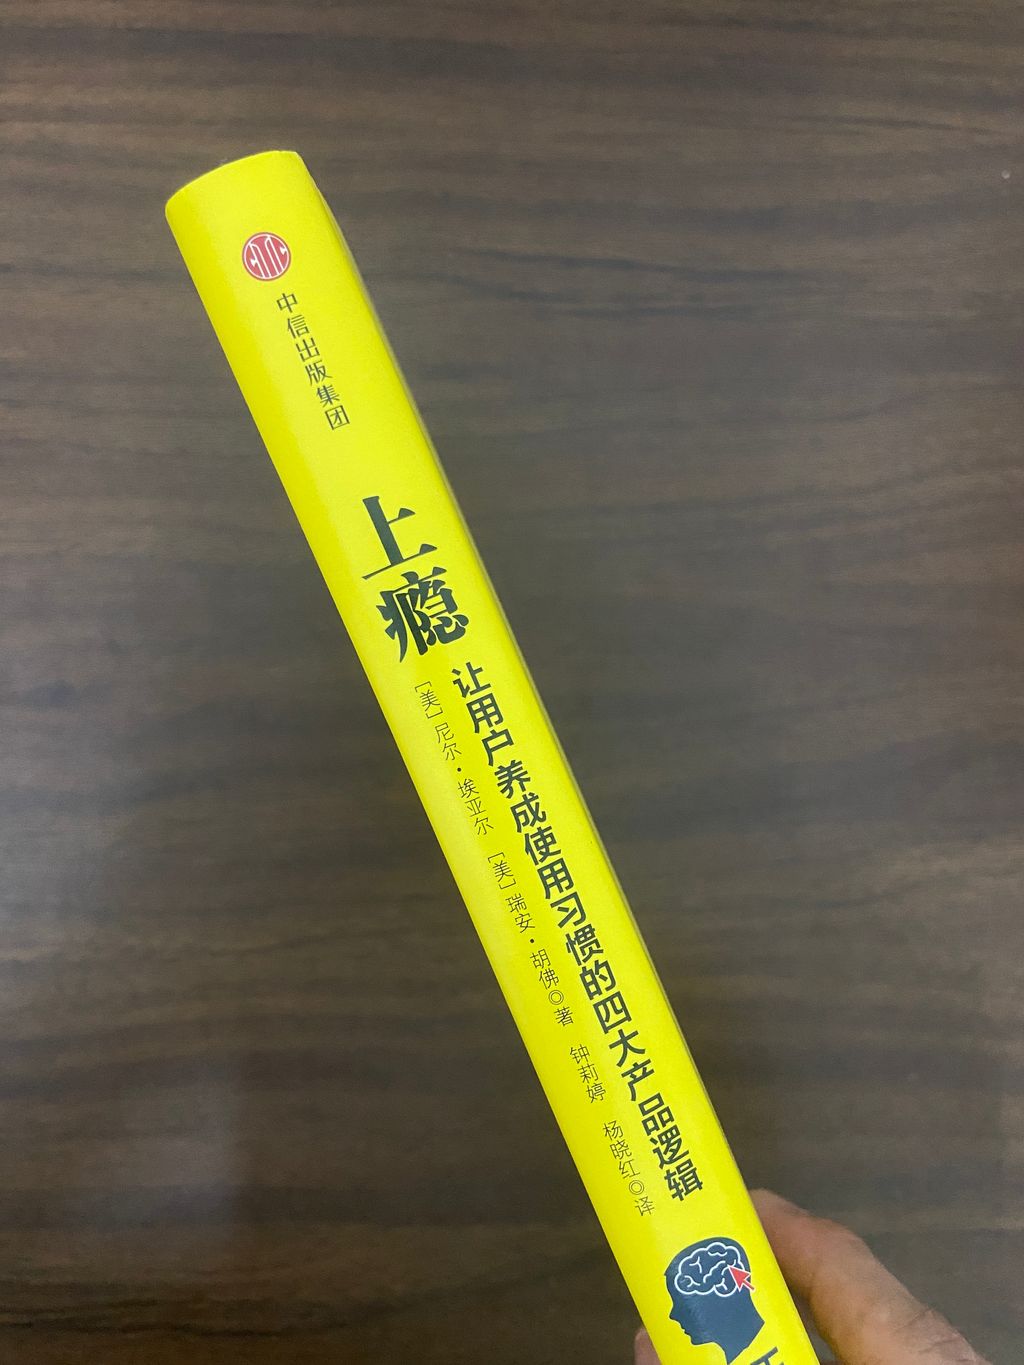 中信出版集团
上瘾
让用户养成使用习惯的四大产品逻辑
[美]尼尔·埃亚尔 [美]瑞安·胡佛◎著 钟莉婷 杨晓红◎译